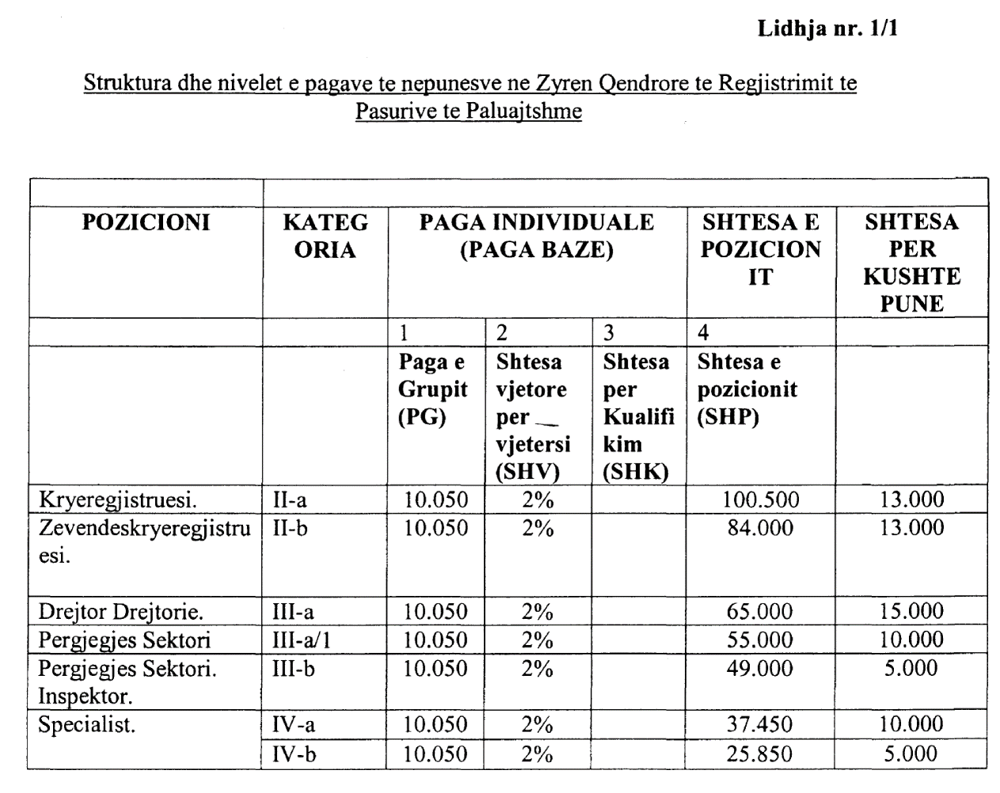 Lidhja nr. 1/1
Struktura dhe nivelet e pagave te nepunesve ne Zyren Qendrore te Regjistrimit te
Pasurive te Paluajtshme
POZICIONI KATEG PAGA INDIVIDUALE SHTESA E SHTESA
ORIA (PAGA BAZE) POZICION PER
IT KUSHTE
PUNE
1 2 3 4
Paga e Shtesa Shtesa Shtesa e
Grupit vjetore per pozicionit
(PG) per Kualifi (SHP)
vjetersi kim
(SHV) (SHK)
Kryeregjistruesi. II-a 10.050 2% 100.500 13.000
Zevendeskryeregjistru II-b 10.050 2% 84.000 13.000
esi.
Drejtor Drejtorie. III-a 10.050 2% 65.000 15.000
Pergjegjes Sektori III-a/1 10.050 2% 55.000 10.000
Pergjegjes Sektori. III-b 10.050 2% 49.000 5.000
Inspektor.
Specialist. IV-a 10.050 2% 37.450 10.000
IV-b 10.050 2% 25.850 5.000